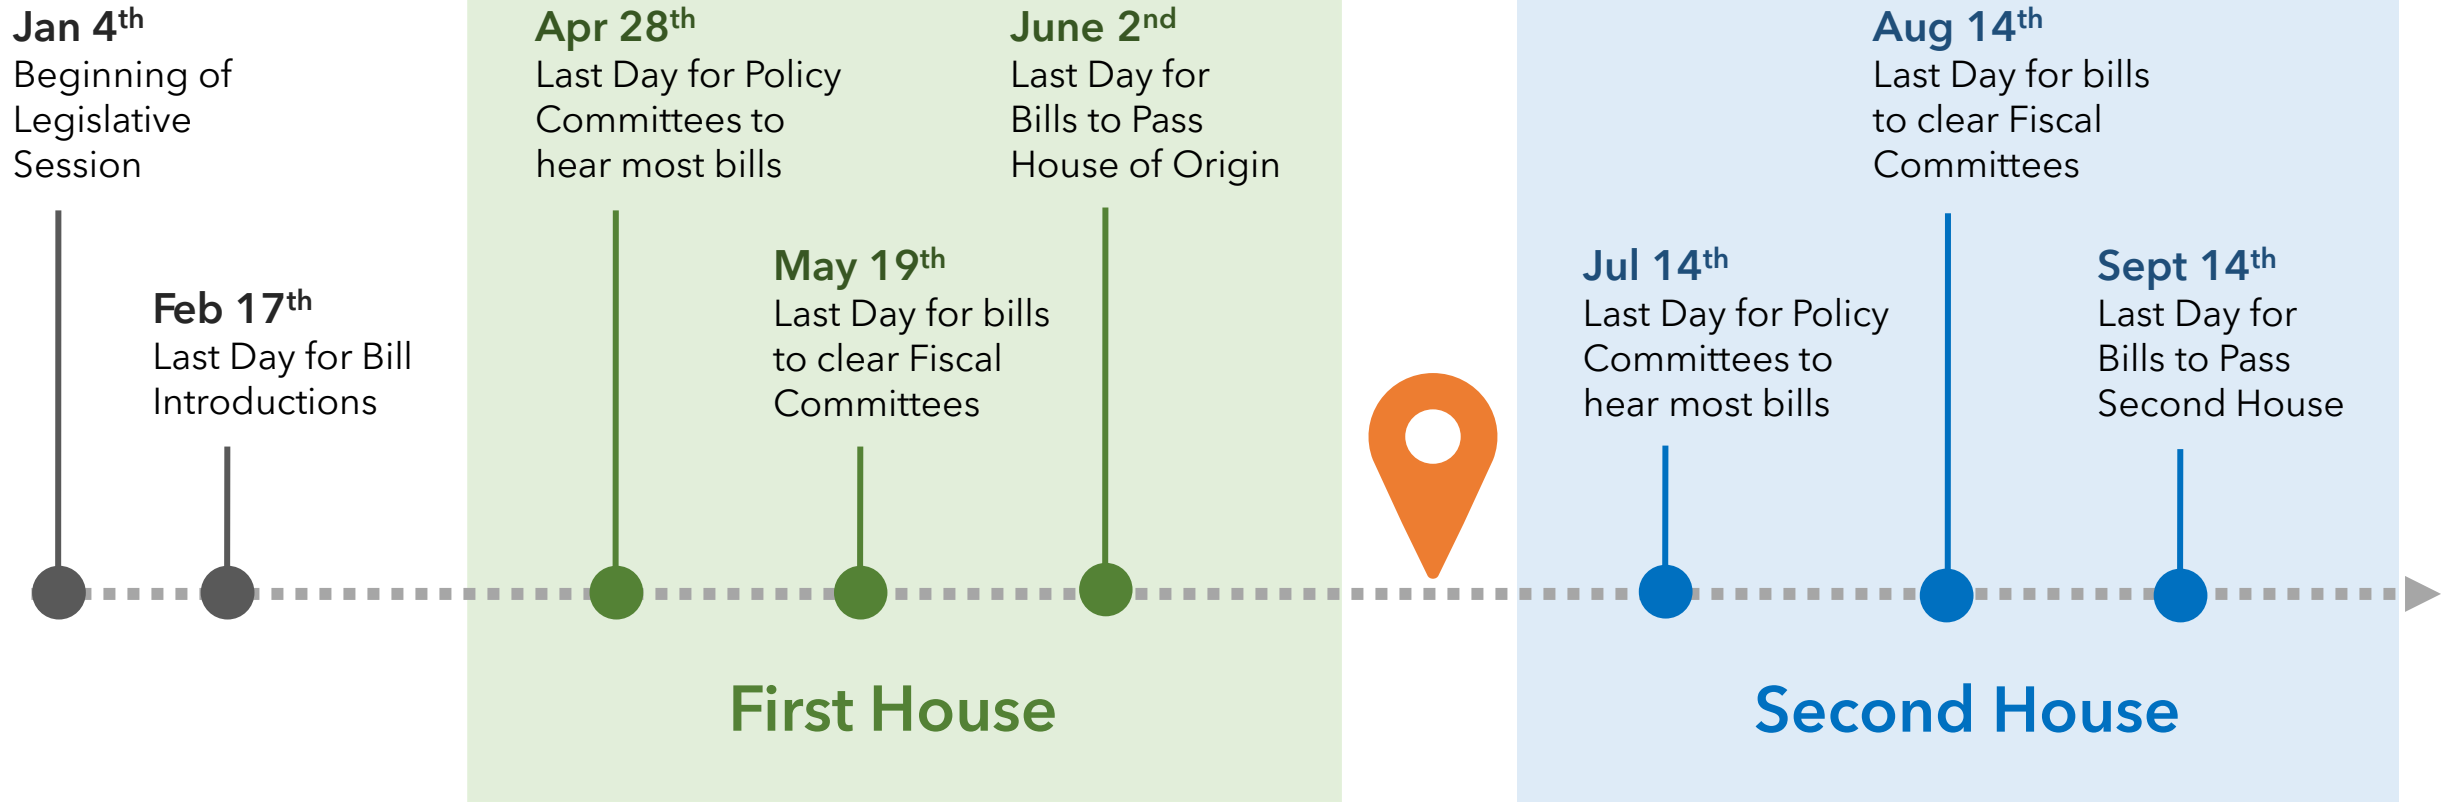 Jan 4th
Beginning of
Legislative
Session
Feb 17th
Last Day for Bill
Introductions
Apr 28th
Last Day for Policy
Committees to
hear most bills
May 19th
Last Day for bills
to clear Fiscal
Committees
June 2nd
Last Day for
Bills to Pass
House of Origin
First House
Jul 14th
Last Day for Policy
Committees to
hear most bills
Aug 14th
Last Day for bills
to clear Fiscal
Committees
Sept 14th
Last Day for
Bills to Pass
Second House
Second House